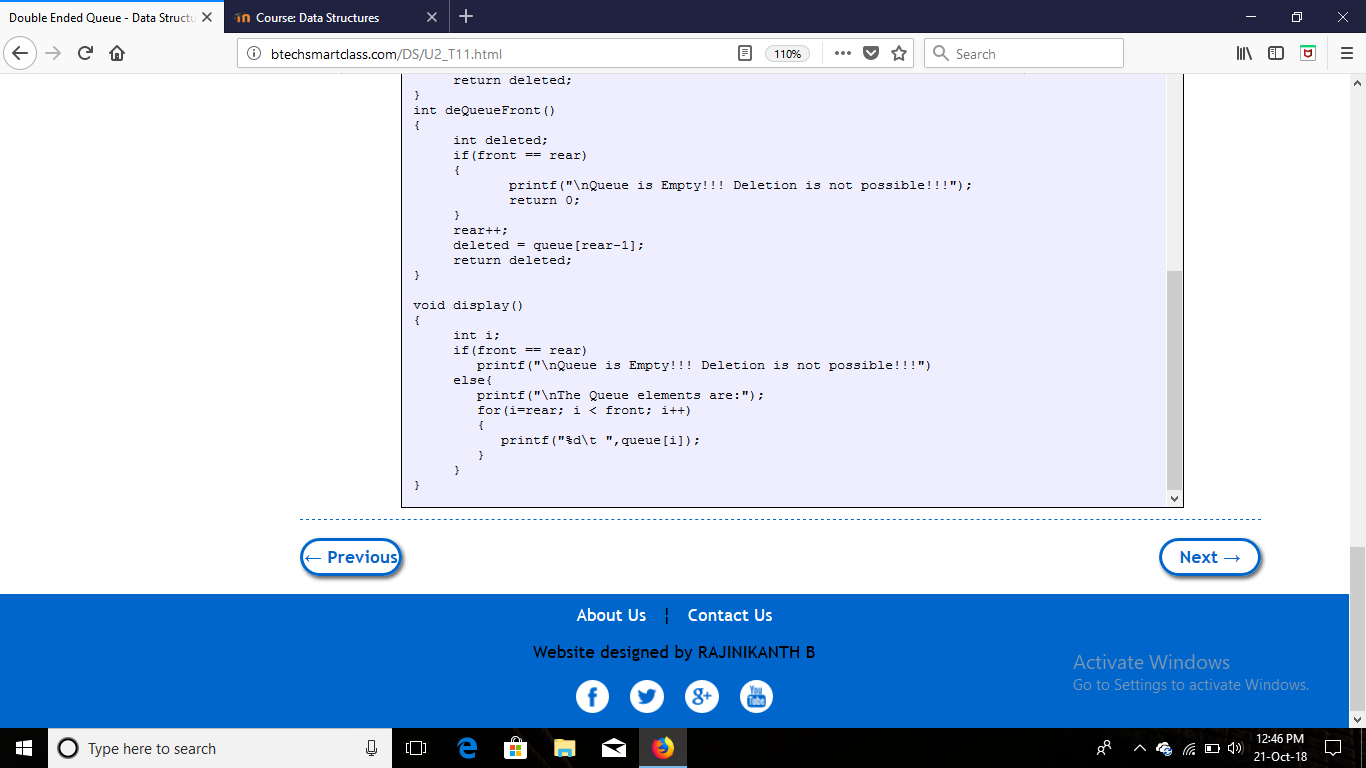 Double Ended Queue - Data Structu
Course: Data Structures
btechsmartclass.com/DS/U2_T11.html
110%
Search
return deleted;
}
int deQueueFront()
{
int deleted;
if(front == rear)
{
printf("\nQueue is Empty!!! Deletion is not possible!!!");
return 0;
}
rear++;
deleted = queue[rear-1];
return deleted;
}
void display()
{
int i;
if(front == rear)
printf("\nQueue is Empty!!! Deletion is not possible!!!")
else{
printf("\nThe Queue elements are:");
for(i=rear; i < front; i++)
{
printf("%d\t ",queue[i]);
}
}
}
← Previous
Next →
About Us ¦ Contact Us
Website designed by RAJINIKANTH B
Activate Windows
Go to Settings to activate Windows.
f
g+
You Tube
Type here to search
12:46 PM
21-Oct-18